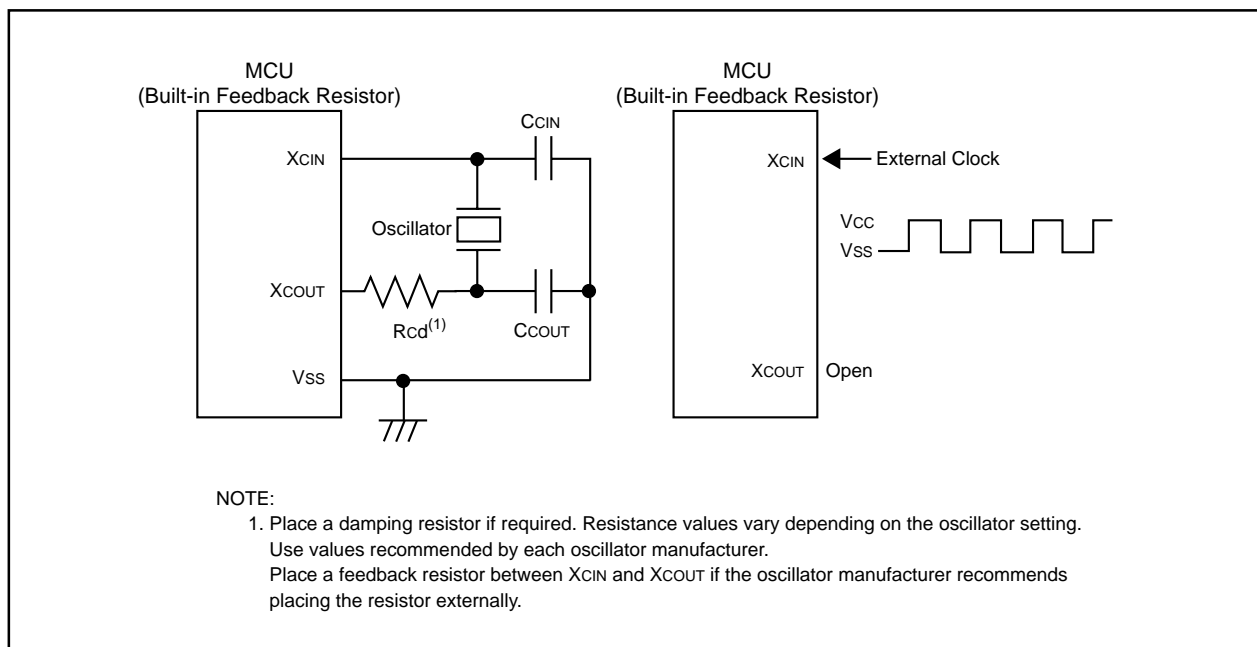 MCU
(Built-in Feedback Resistor)
XCIN
CCIN
Oscillator
XCOUT
RCd(1)
CCOUT
VSS
MCU
(Built-in Feedback Resistor)
XCIN
External Clock
VCC
VSS
XCOUT
Open
NOTE:
1. Place a damping resistor if required. Resistance values vary depending on the oscillator setting.
Use values recommended by each oscillator manufacturer.
Place a feedback resistor between XCIN and XCOUT if the oscillator manufacturer recommends
placing the resistor externally.